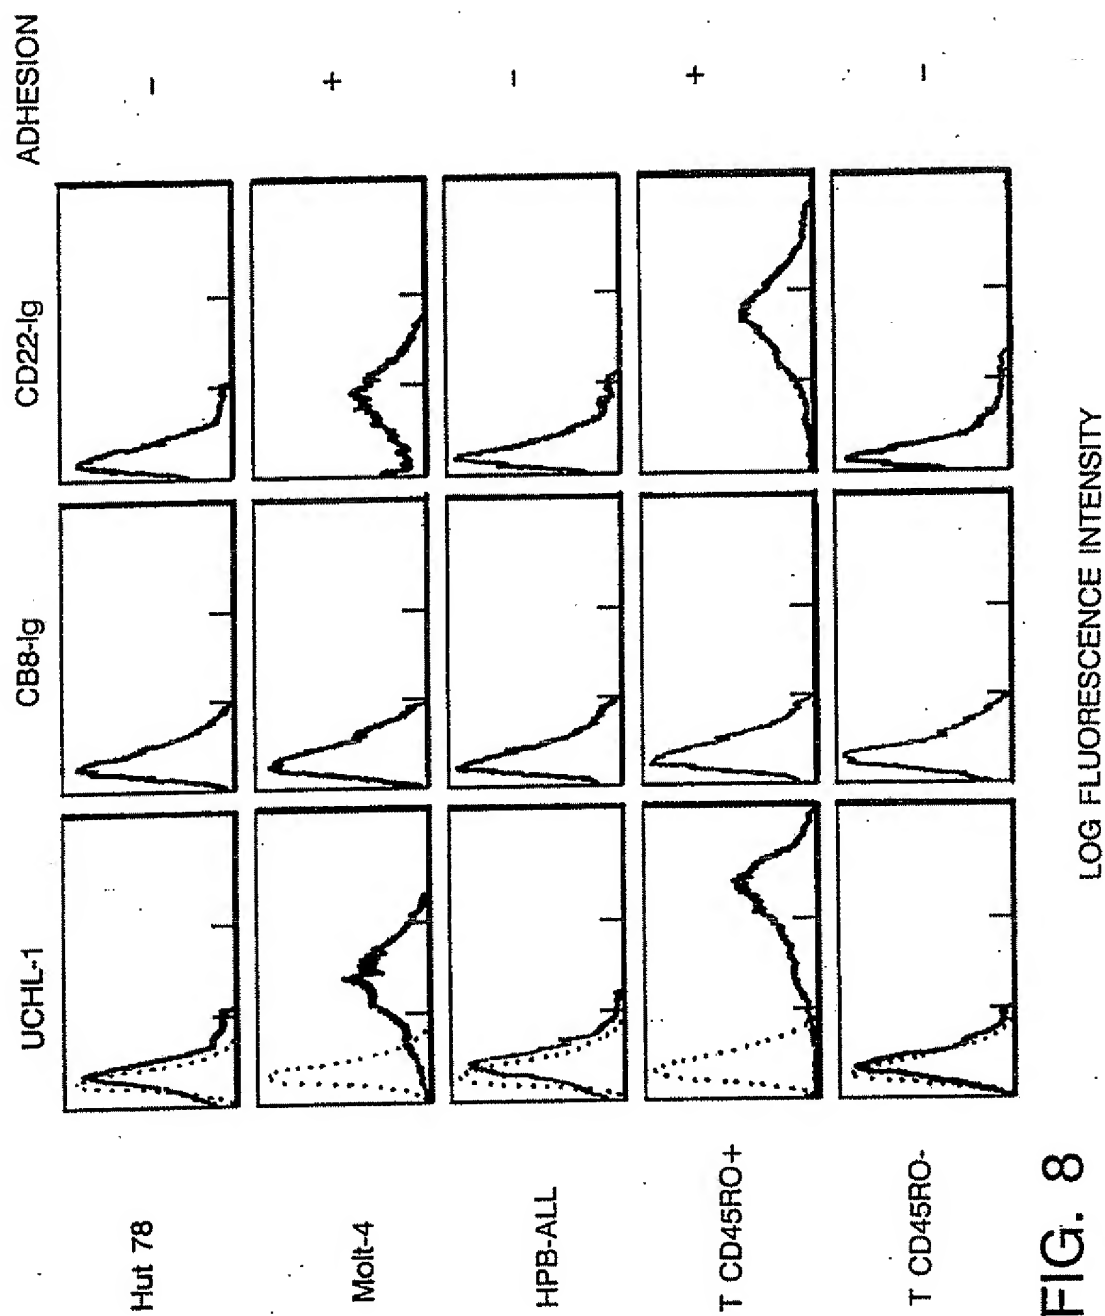 UCHL-1 CB8-Ig CD22-Ig ADHESION
Hut 78 -
Molt-4 +
HPB-ALL -
T CD45RO+ +
T CD45RO- -
LOG FLUORESCENCE INTENSITY
FIG. 8